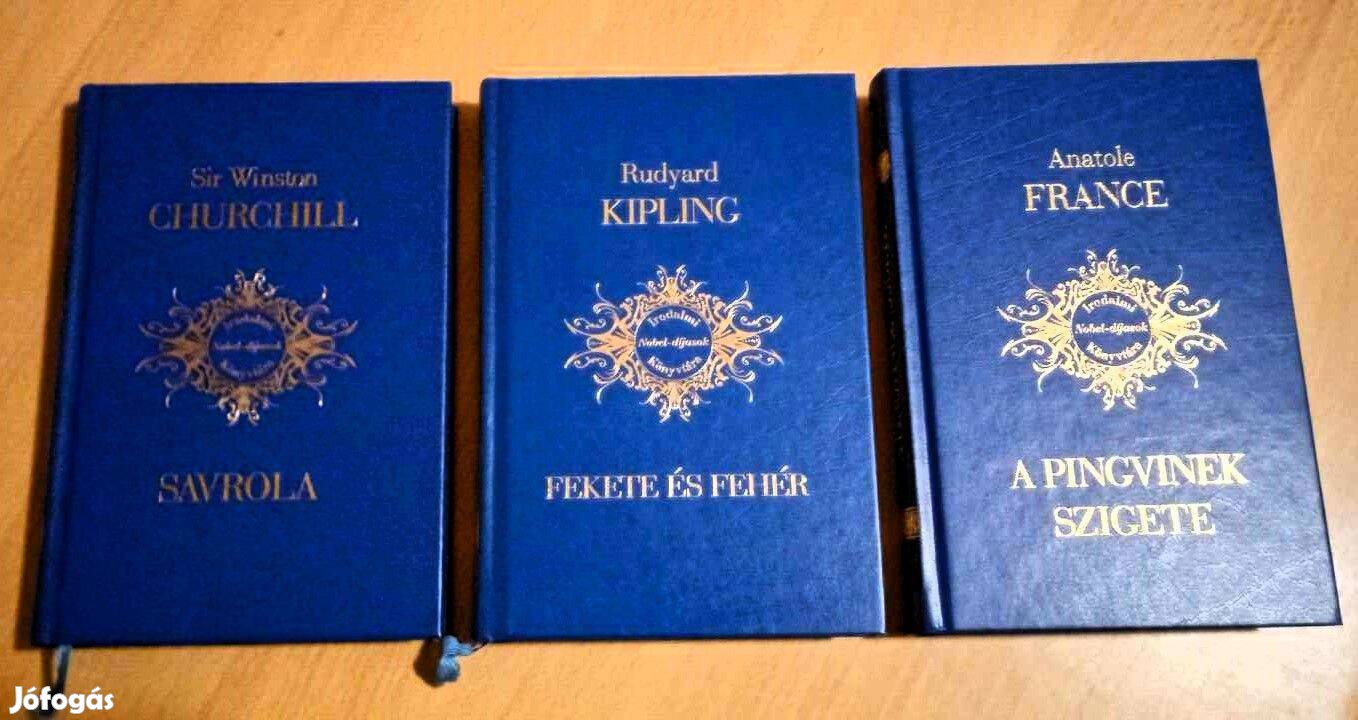 Sir Winston
CHURCHILL
Irodalmi
Nobel-díjasok
Könyvtára
SAVROLA
Rudyard
KIPLING
Irodalmi
Nobel-díjasok
Könyvtára
FEKETE ÉS FEHÉR
Anatole
FRANCE
Irodalmi
Nobel-díjasok
Könyvtára
A PINGVINEK
SZIGETE
Jófogás